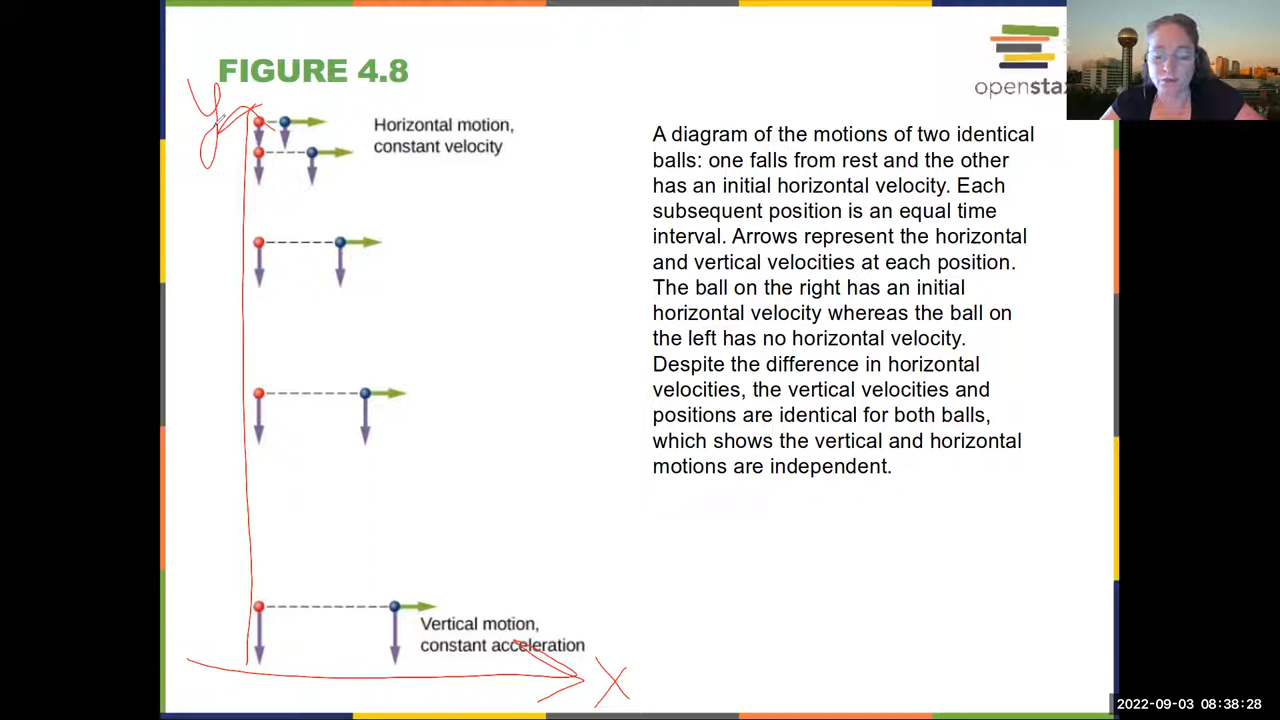 FIGURE 4.8
openstax
y
Horizontal motion,
constant velocity
A diagram of the motions of two identical
balls: one falls from rest and the other
has an initial horizontal velocity. Each
subsequent position is an equal time
interval. Arrows represent the horizontal
and vertical velocities at each position.
The ball on the right has an initial
horizontal velocity whereas the ball on
the left has no horizontal velocity.
Despite the difference in horizontal
velocities, the vertical velocities and
positions are identical for both balls,
which shows the vertical and horizontal
motions are independent.
Vertical motion,
constant acceleration
X
2022-09-03 08:38:28